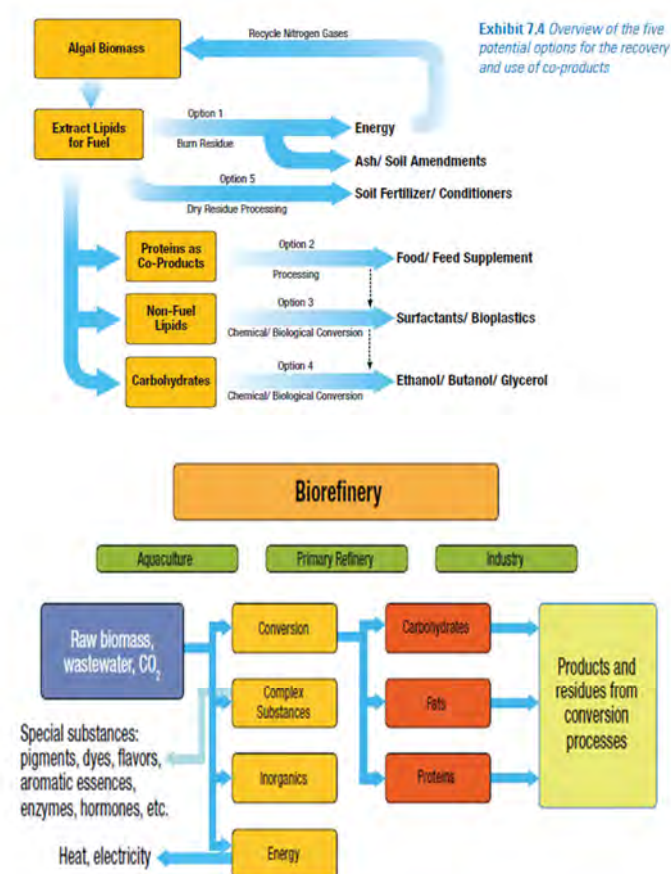 Recycle Nitrogen Gases
Exhibit 7.4 Overview of the five
potential options for the recovery
and use of co-products
Algal Biomass
Option 1
Extract Lipids
for Fuel
Energy
Burn Residue
Ash/ Soil Amendments
Option 5
Soil Fertilizer/ Conditioners
Dry Residue Processing
Proteins as
Co-Products
Option 2
Food/ Feed Supplement
Processing
Non-Fuel
Lipids
Option 3
Surfactants/ Bioplastics
Chemical/ Biological Conversion
Carbohydrates
Option 4
Ethanol/ Butanol/ Glycerol
Chemical/ Biological Conversion
Biorefinery
Aquaculture
Primary Refinery
Industry
Raw biomass,
wastewater, CO₂
Conversion
Carbohydrates
Products and
residues from
conversion
processes
Complex
Substances
Fats
Special substances:
pigments, dyes, flavors,
aromatic essences,
enzymes, hormones, etc.
Inorganics
Proteins
Heat, electricity
Energy